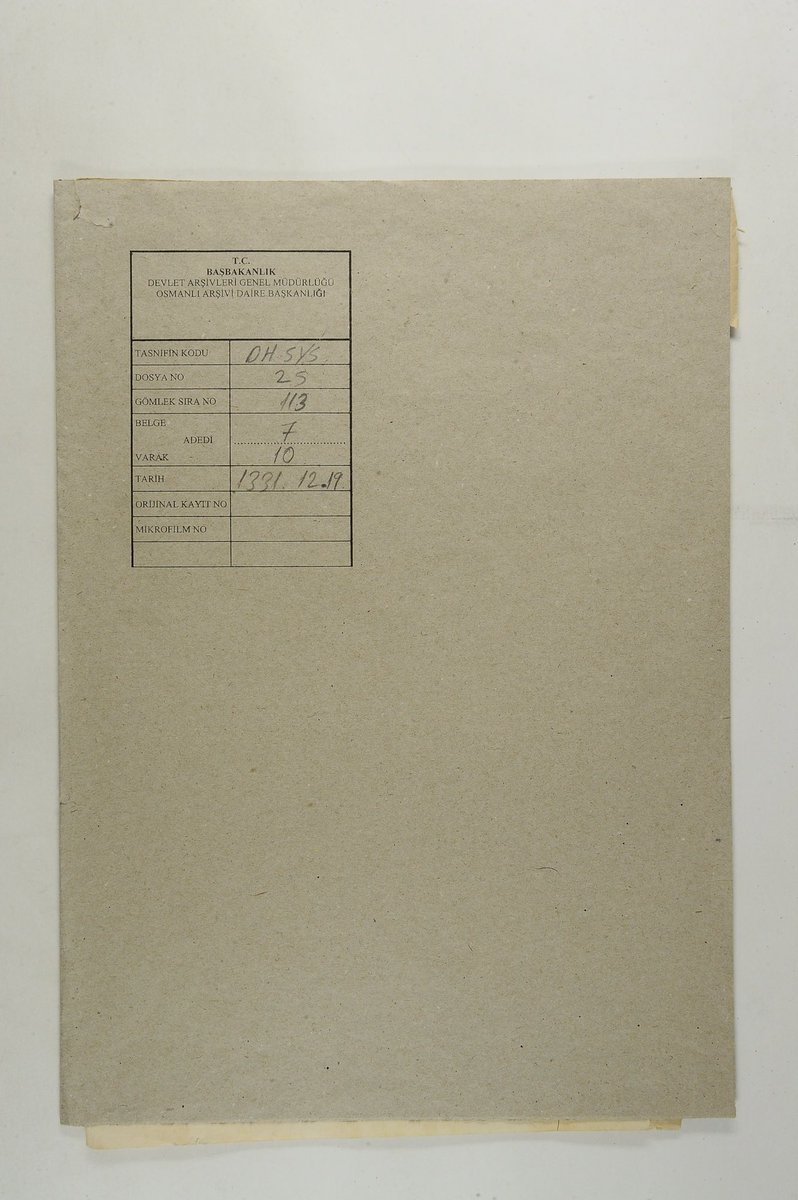 T.C.
BAŞBAKANLIK
DEVLET ARŞİVLERİ GENEL MÜDÜRLÜĞÜ
OSMANLI ARŞİVİ DAİRE BAŞKANLIĞI
TASNİFİN KODU DH.SYS.
DOSYA NO 25
GÖMLEK SIRA NO 113
BELGE
ADEDİ 7
VARAK 10
TARİH 1331.12.19
ORİJİNAL KAYIT NO
MİKROFİLM NO